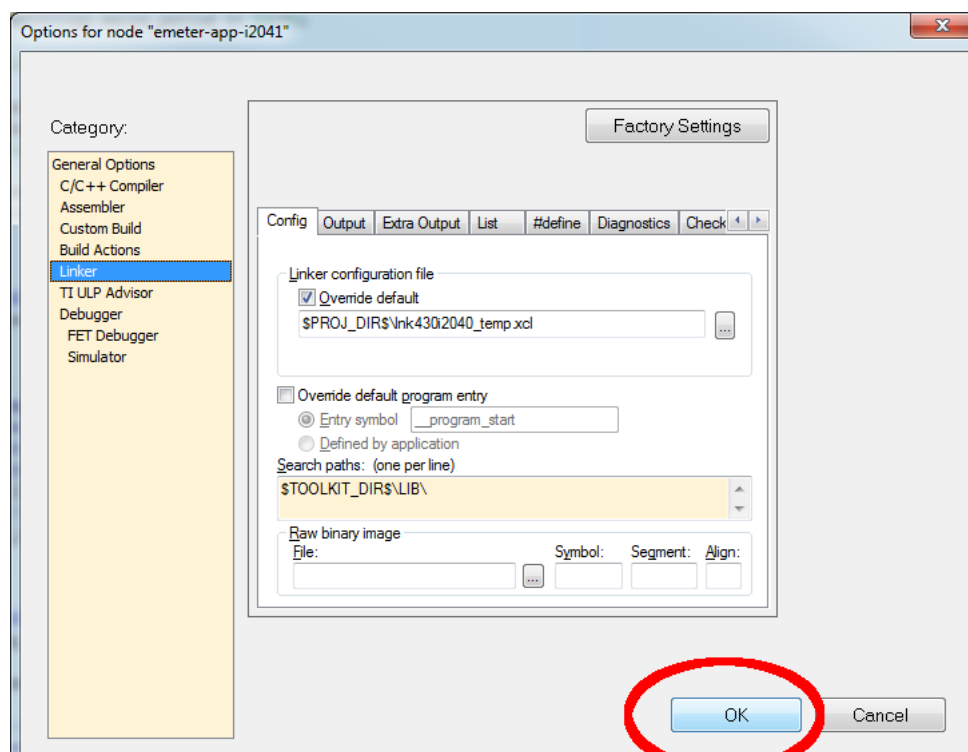 Options for node "emeter-app-i2041"
Category:
Factory Settings
General Options
C/C++ Compiler
Assembler
Custom Build
Build Actions
Linker
TI ULP Advisor
Debugger
FET Debugger
Simulator
Config Output Extra Output List #define Diagnostics Check
Linker configuration file
Override default
$PROJ_DIR$\lnk430i2040_temp.xcl
...
Override default program entry
Entry symbol __program_start
Defined by application
Search paths: (one per line)
$TOOLKIT_DIR$\LIB\
Raw binary image
File: Symbol: Segment: Align:
...
OK Cancel